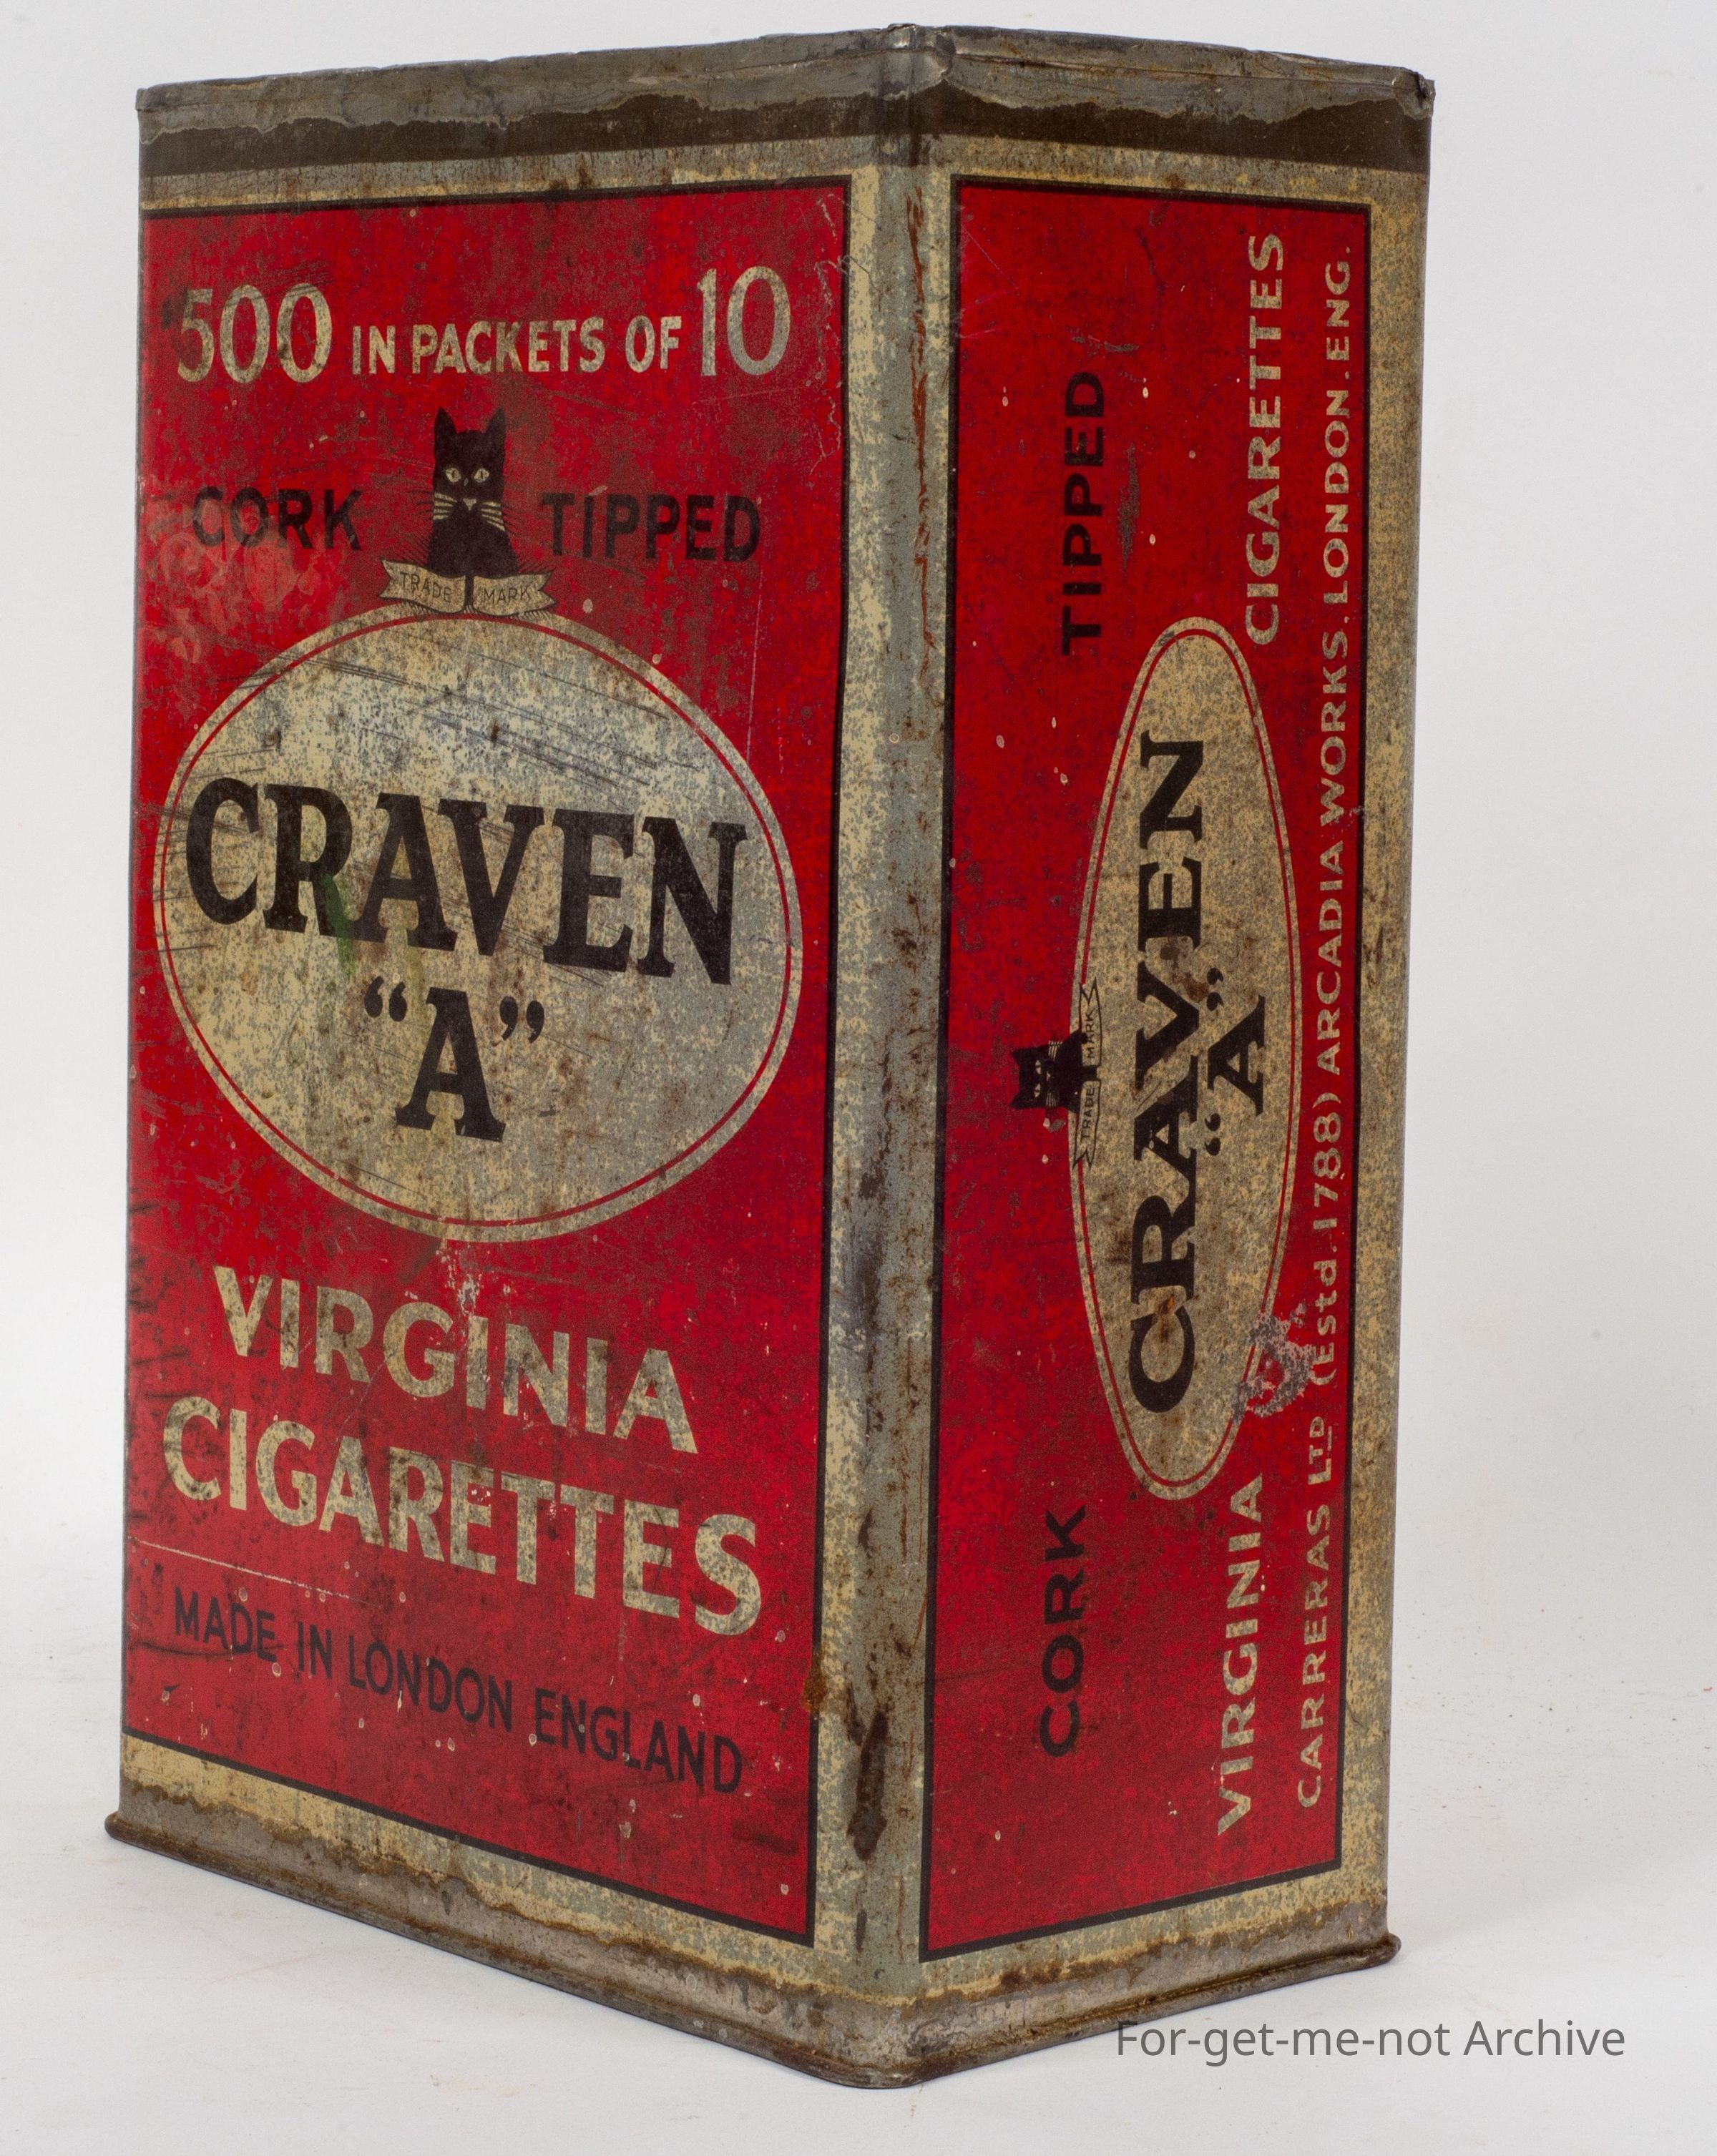 500 IN PACKETS OF 10
CORK TIPPED
TRADE MARK
CRAVEN
“A”
VIRGINIA
CIGARETTES
MADE IN LONDON ENGLAND
CORK TIPPED
TRADE MARK
CRAVEN
“A”
VIRGINIA CIGARETTES
CARRERAS LTD (Estd. 1788) ARCADIA WORKS. LONDON. ENG.
For-get-me-not Archive